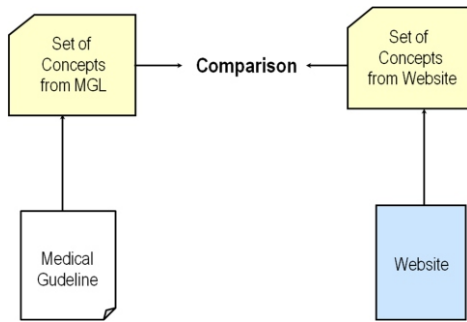 Set of
Concepts
from MGL
Comparison
Set of
Concepts
from Website
Medical
Gudeline
Website